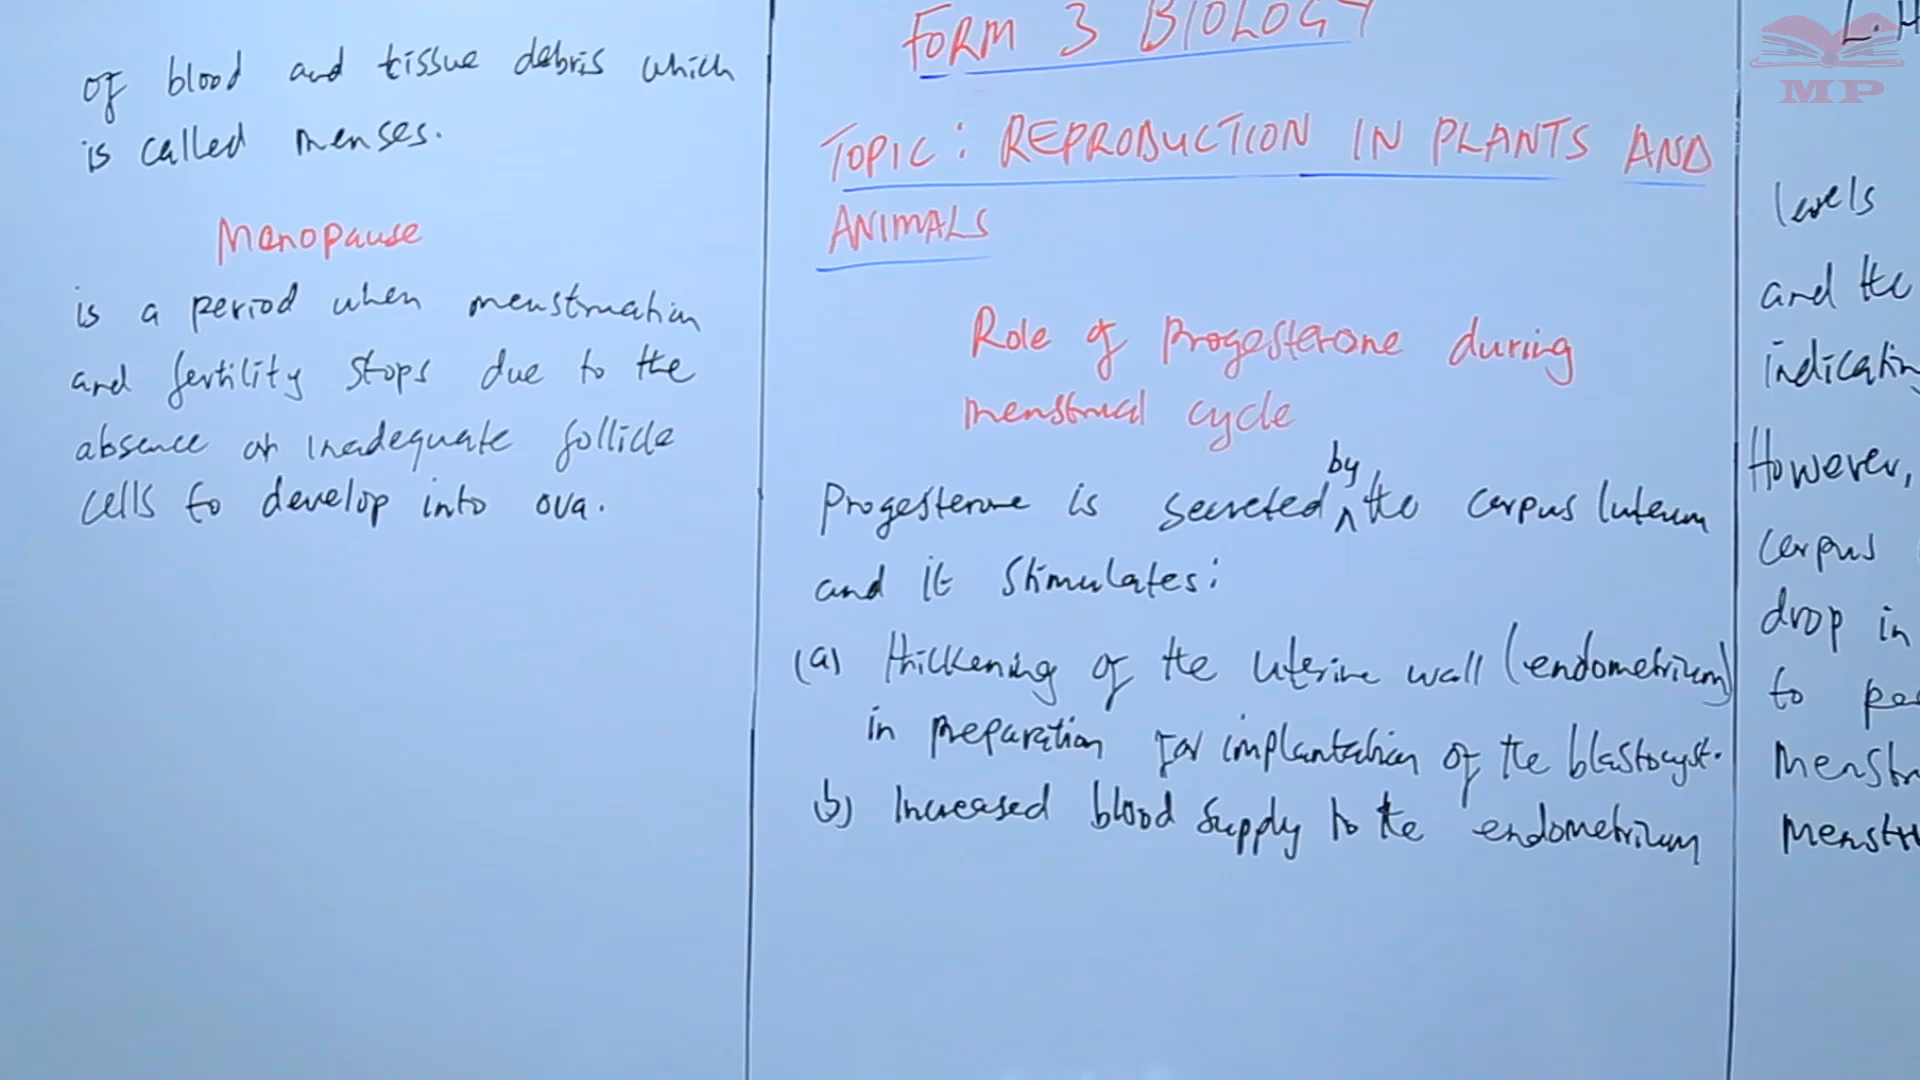 of blood and tissue debris which
is called menses.
Menopause
is a period when menstruation
and fertility stops due to the
absence or inadequate follicle
cells to develop into ova.
FORM 3 BIOLOGY
TOPIC: REPRODUCTION IN PLANTS AND
ANIMALS
Role of progesterone during
menstrual cycle
by
Progesterone is secreted ^ the corpus luteum
and it stimulates:
(a) thickening of the uterine wall (endometrium)
in preparation for implantation of the blastocyst.
b) Increased blood supply to the endometrium
L.H
levels
and the
indicatin
However,
corpus
drop in
to
menstr
menstr
MP